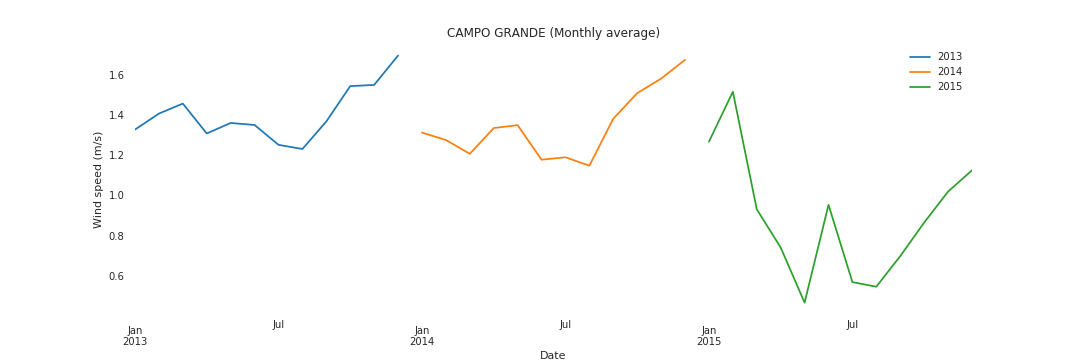 CAMPO GRANDE (Monthly average)
2013
2014
2015
Wind speed (m/s)
1.6
1.4
1.2
1.0
0.8
0.6
Jan
2013
Jul
Jan
2014
Jul
Jan
2015
Jul
Date